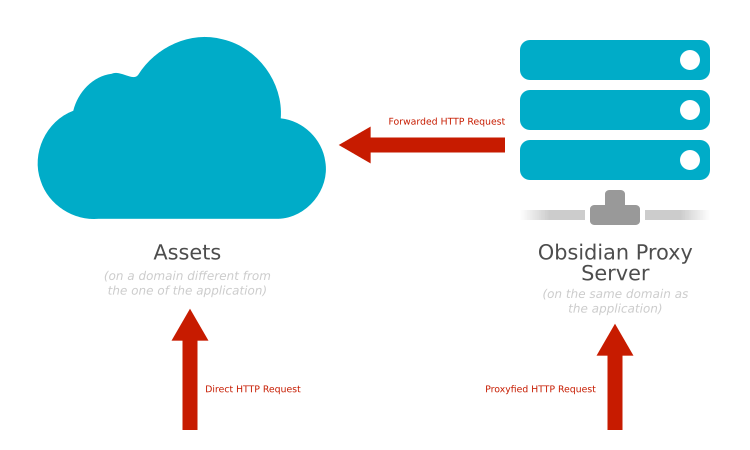 Forwarded HTTP Request
Assets
(on a domain different from
the one of the application)
Obsidian Proxy
Server
(on the same domain as
the application)
Direct HTTP Request
Proxyfied HTTP Request